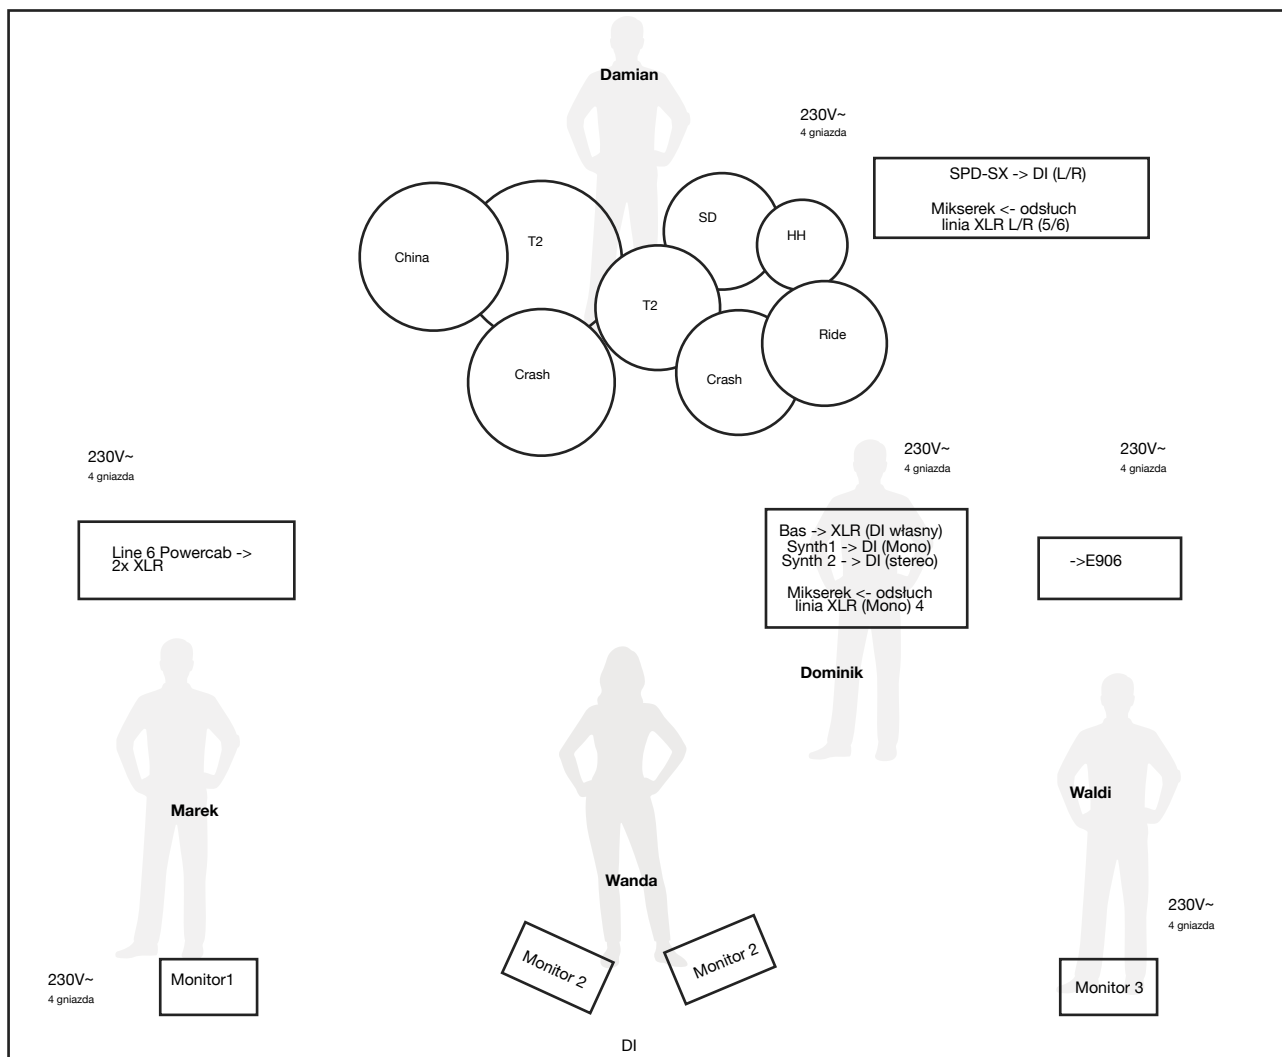 Damian
230V~
4 gniazda
SPD-SX -> DI (L/R)
Mikserek <- odsłuch
linia XLR L/R (5/6)
China
T2
SD
HH
T2
Ride
Crash
Crash
230V~
4 gniazda
230V~
4 gniazda
230V~
4 gniazda
Line 6 Powercab ->
2x XLR
Bas -> XLR (DI własny)
Synth1 -> DI (Mono)
Synth 2 - > DI (stereo)
Mikserek <- odsłuch
linia XLR (Mono) 4
->E906
Dominik
Marek
Waldi
Wanda
230V~
4 gniazda
230V~
4 gniazda
Monitor1
Monitor 2
Monitor 2
Monitor 3
DI